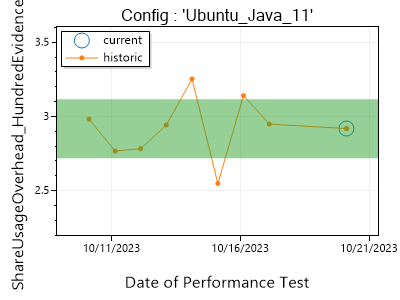 Config : 'Ubuntu_Java_11'
ShareUsageOverhead_HundredEvidence
3.5
3
2.5
current
historic
10/11/2023
10/16/2023
10/21/2023
Date of Performance Test